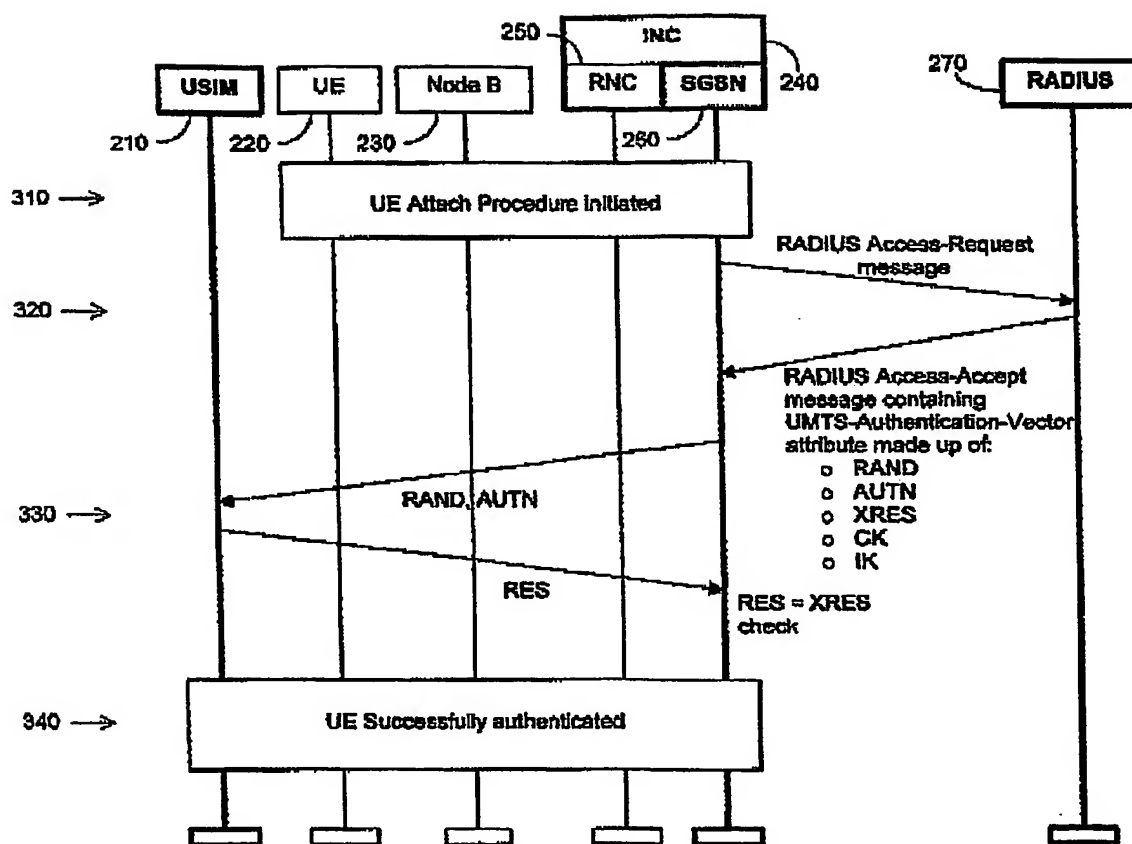 250
INC
240
270
USIM
UE
Node B
RNC
SGSN
RADIUS
210
220
230
260
310
UE Attach Procedure Initiated
RADIUS Access-Request
message
320
RADIUS Access-Accept
message containing
UMTS-Authentication-Vector
attribute made up of:
o RAND
o AUTN
o XRES
o CK
o IK
RAND, AUTN
330
RES
RES = XRES
check
340
UE Successfully authenticated